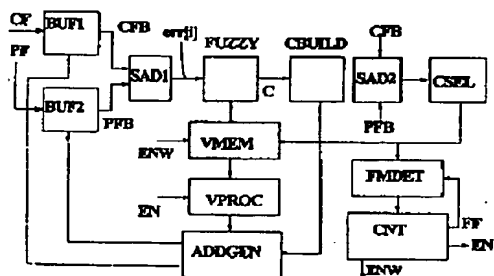 CF
BUF1
CFB
err[i]
FUZZY
CBUILD
CFB
PF
SAD1
C
SAD2
CSEL
BUF2
PFB
PFB
ENW
VMEM
FMDET
EN
VPROC
FF
CNT
EN
ADDGEN
ENW